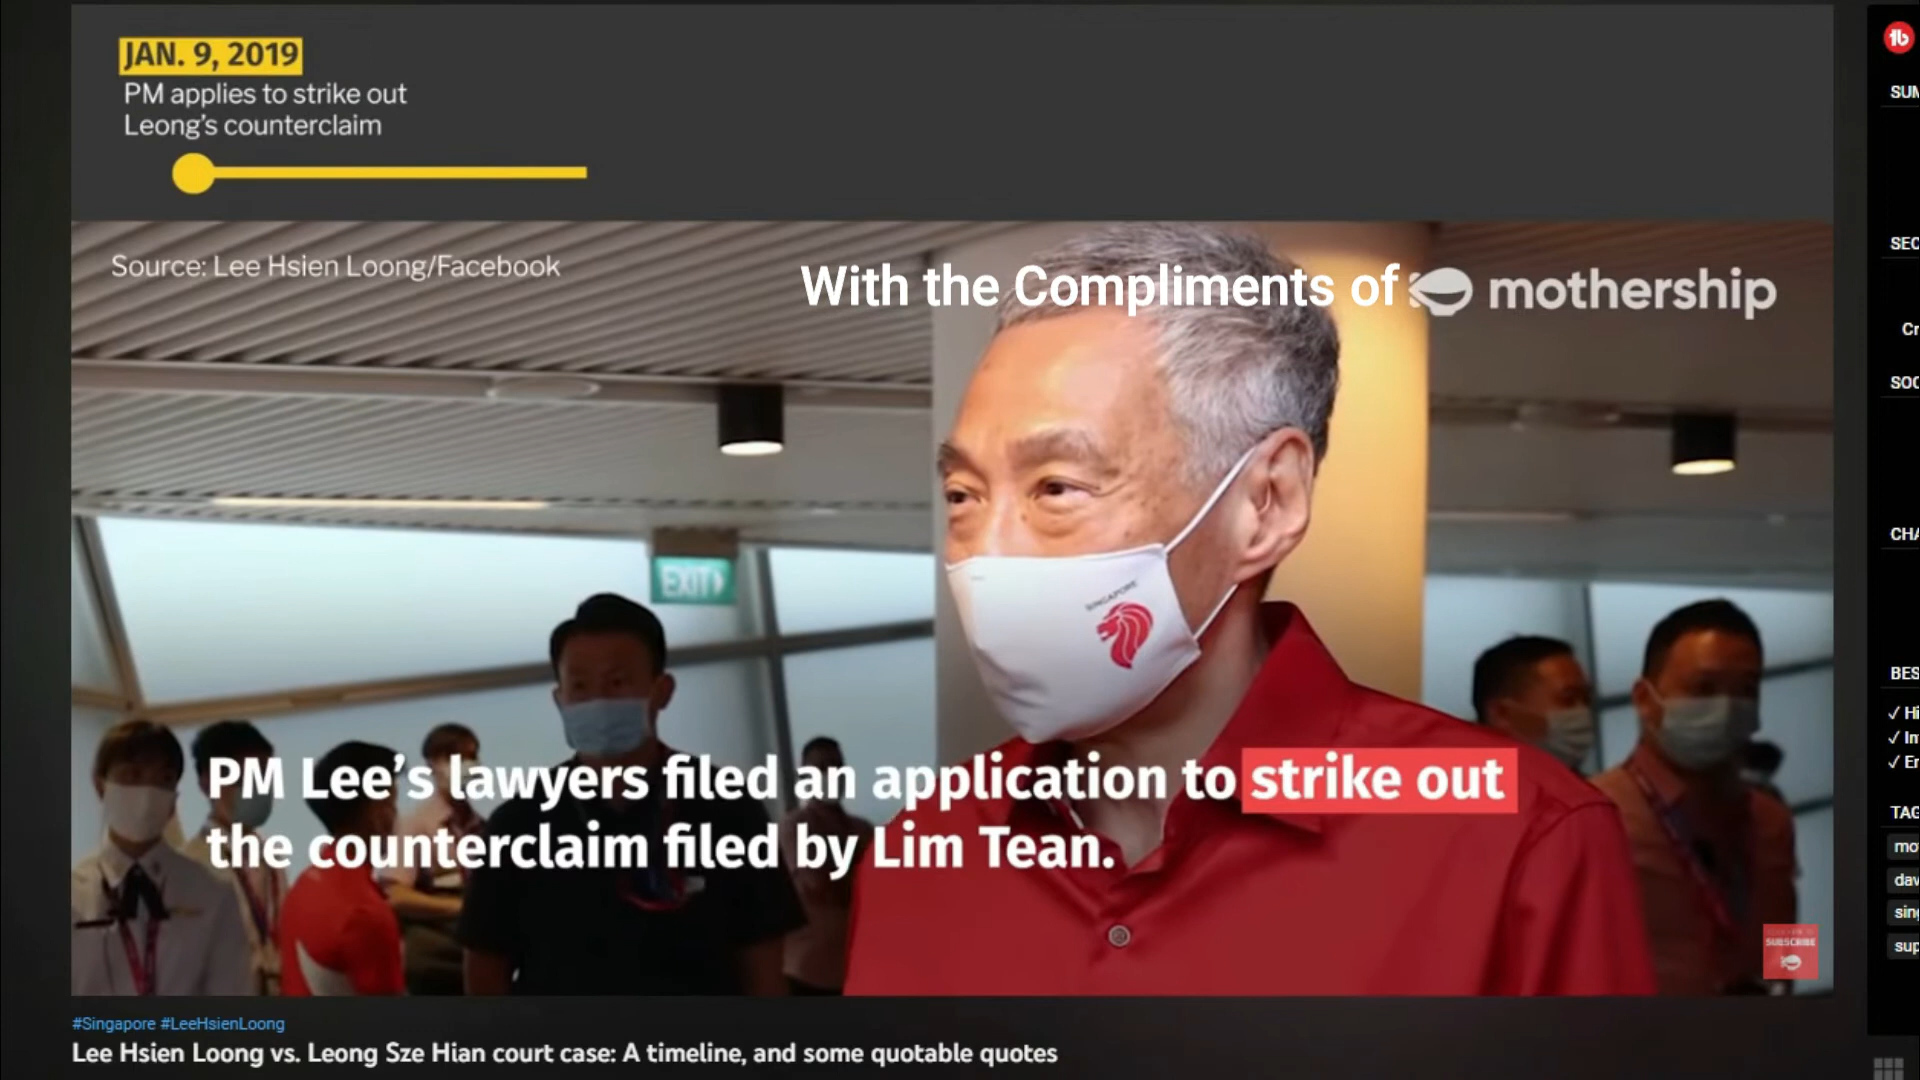 JAN. 9, 2019
PM applies to strike out
Leong's counterclaim
Source: Lee Hsien Loong/Facebook
With the Compliments of
mothership
EXIT
SINGAPORE
PM Lee's lawyers filed an application to strike out
the counterclaim filed by Lim Tean.
SUBSCRIBE
#Singapore #LeeHsienLoong
Lee Hsien Loong vs. Leong Sze Hian court case: A timeline, and some quotable quotes